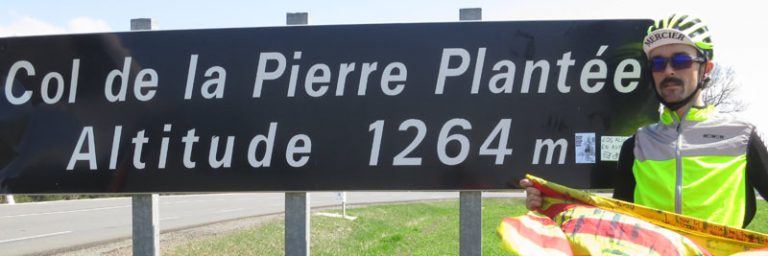 Col de la Pierre Plantée
Altitude 1264 m
MERCIER